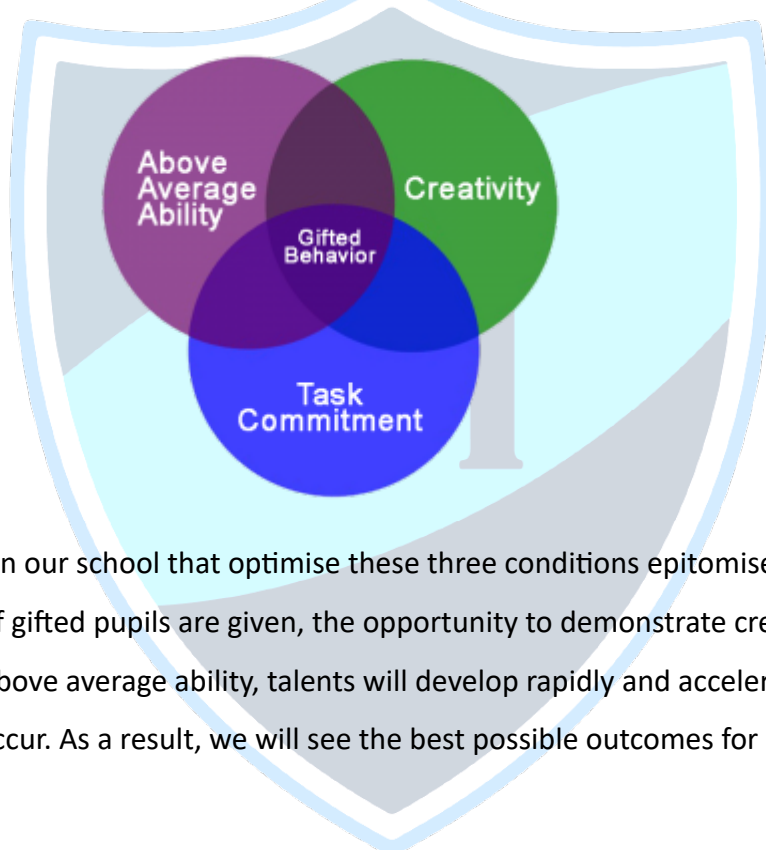 Above
Average
Ability
Creativity
Gifted
Behavior
Task
Commitment
n our school that optimise these three conditions epitomise
f gifted pupils are given, the opportunity to demonstrate cre
bove average ability, talents will develop rapidly and acceler
ccur. As a result, we will see the best possible outcomes for